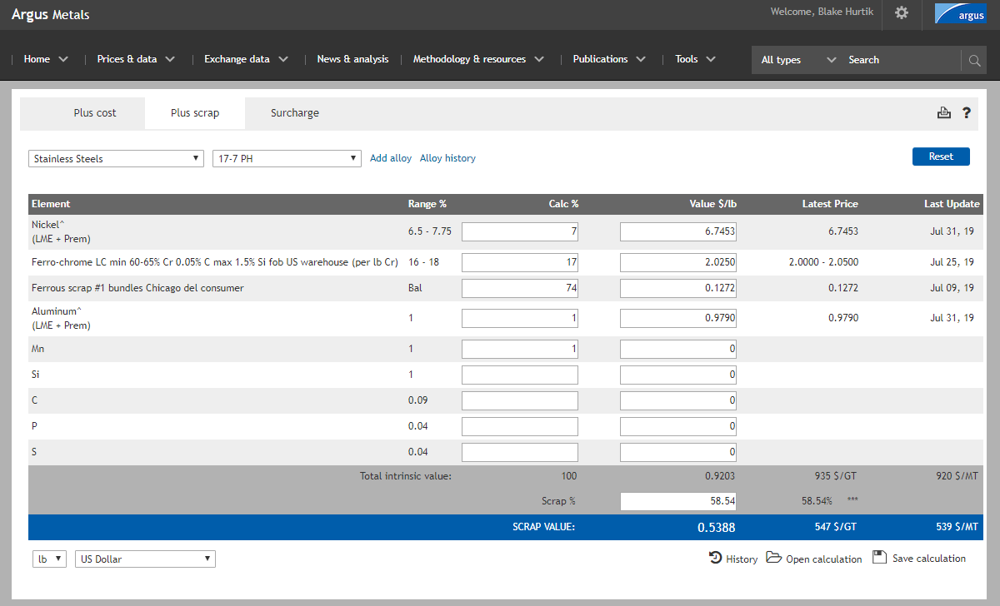 Argus Metals
Welcome, Blake Hurtik
argus
Home
Prices & data
Exchange data
News & analysis
Methodology & resources
Publications
Tools
All types
Search
Plus cost
Plus scrap
Surcharge
?
Stainless Steels
17-7 PH
Add alloy
Alloy history
Reset
Element Range % Calc % Value $/lb Latest Price Last Update
Nickel^
(LME + Prem) 6.5 - 7.75 7 6.7453 6.7453 Jul 31, 19
Ferro-chrome LC min 60-65% Cr 0.05% C max 1.5% Si fob US warehouse (per lb Cr) 16 - 18 17 2.0250 2.0000 - 2.0500 Jul 25, 19
Ferrous scrap #1 bundles Chicago del consumer Bal 74 0.1272 0.1272 Jul 09, 19
Aluminum^
(LME + Prem) 1 1 0.9790 0.9790 Jul 31, 19
Mn 1 1 0
Si 1 0
C 0.09 0
P 0.04 0
S 0.04 0
Total intrinsic value: 100 0.9203 935 $/GT 920 $/MT
Scrap % 58.54 58.54% ***
SCRAP VALUE: 0.5388 547 $/GT 539 $/MT
lb
US Dollar
History
Open calculation
Save calculation